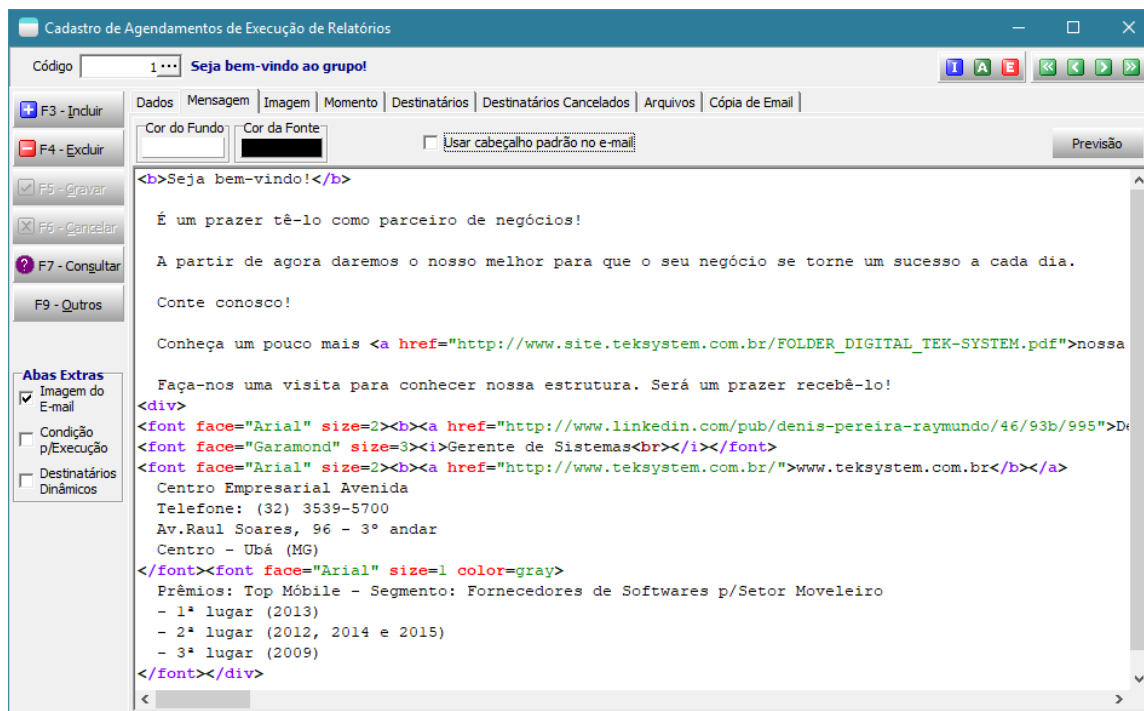 Cadastro de Agendamentos de Execução de Relatórios
Código 1 ... Seja bem-vindo ao grupo!
I A E
F3 - Incluir
F4 - Excluir
F5 - Gravar
F6 - Cancelar
F7 - Consultar
F9 - Outros
Abas Extras
Imagem do
E-mail
Condição
p/Execução
Destinatários
Dinâmicos
Dados Mensagem Imagem Momento Destinatários Destinatários Cancelados Arquivos Cópia de Email
Cor do Fundo Cor da Fonte Usar cabeçalho padrão no e-mail Previsão
<b>Seja bem-vindo!</b>
É um prazer tê-lo como parceiro de negócios!
A partir de agora daremos o nosso melhor para que o seu negócio se torne um sucesso a cada dia.
Conte conosco!
Conheça um pouco mais <a href="http://www.site.teksystem.com.br/FOLDER_DIGITAL_TEK-SYSTEM.pdf">nossa
Faça-nos uma visita para conhecer nossa estrutura. Será um prazer recebê-lo!
<div>
<font face="Arial" size=2><b><a href="http://www.linkedin.com/pub/denis-pereira-raymundo/46/93b/995">De
<font face="Garamond" size=3><i>Gerente de Sistemas<br></i></font>
<font face="Arial" size=2><b><a href="http://www.teksystem.com.br/">www.teksystem.com.br</b></a>
Centro Empresarial Avenida
Telefone: (32) 3539-5700
Av.Raul Soares, 96 - 3º andar
Centro - Ubá (MG)
</font><font face="Arial" size=1 color=gray>
Prêmios: Top Móbile - Segmento: Fornecedores de Softwares p/Setor Moveleiro
- 1ª lugar (2013)
- 2ª lugar (2012, 2014 e 2015)
- 3ª lugar (2009)
</font></div>